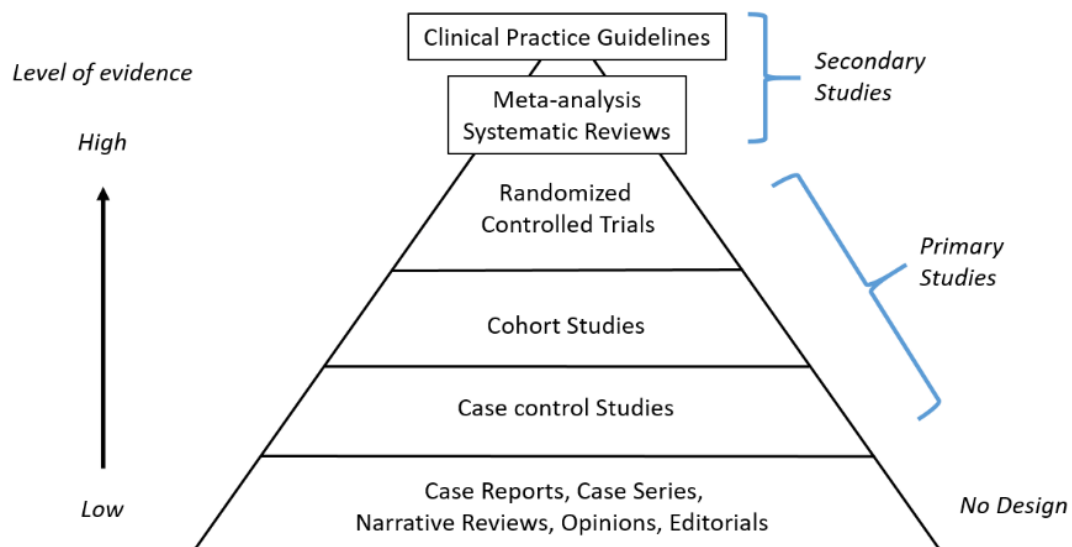 Clinical Practice Guidelines
Level of evidence
Secondary
Studies
Meta-analysis
Systematic Reviews
High
Randomized
Controlled Trials
Primary
Studies
Cohort Studies
Case control Studies
Low
Case Reports, Case Series,
Narrative Reviews, Opinions, Editorials
No Design